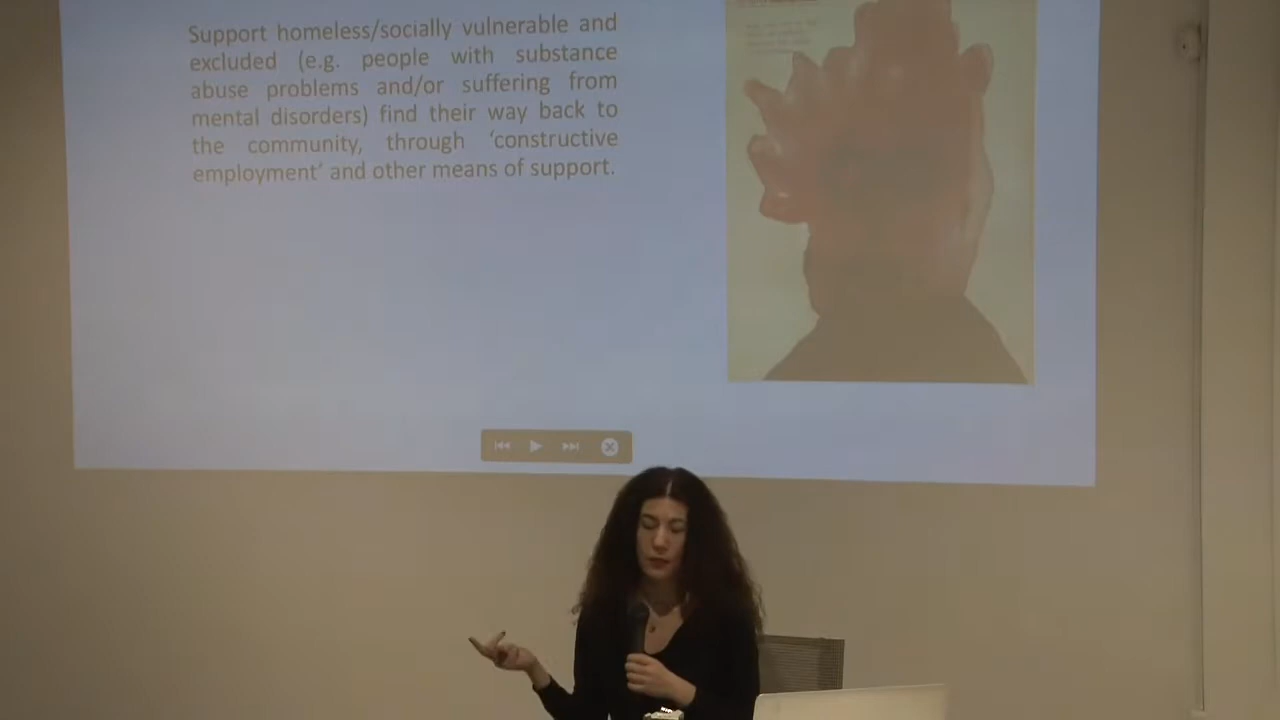 Support homeless/socially vulnerable and
excluded (e.g. people with substance
abuse problems and/or suffering from
mental disorders) find their way back to
the community, through ‘constructive
employment’ and other means of support.